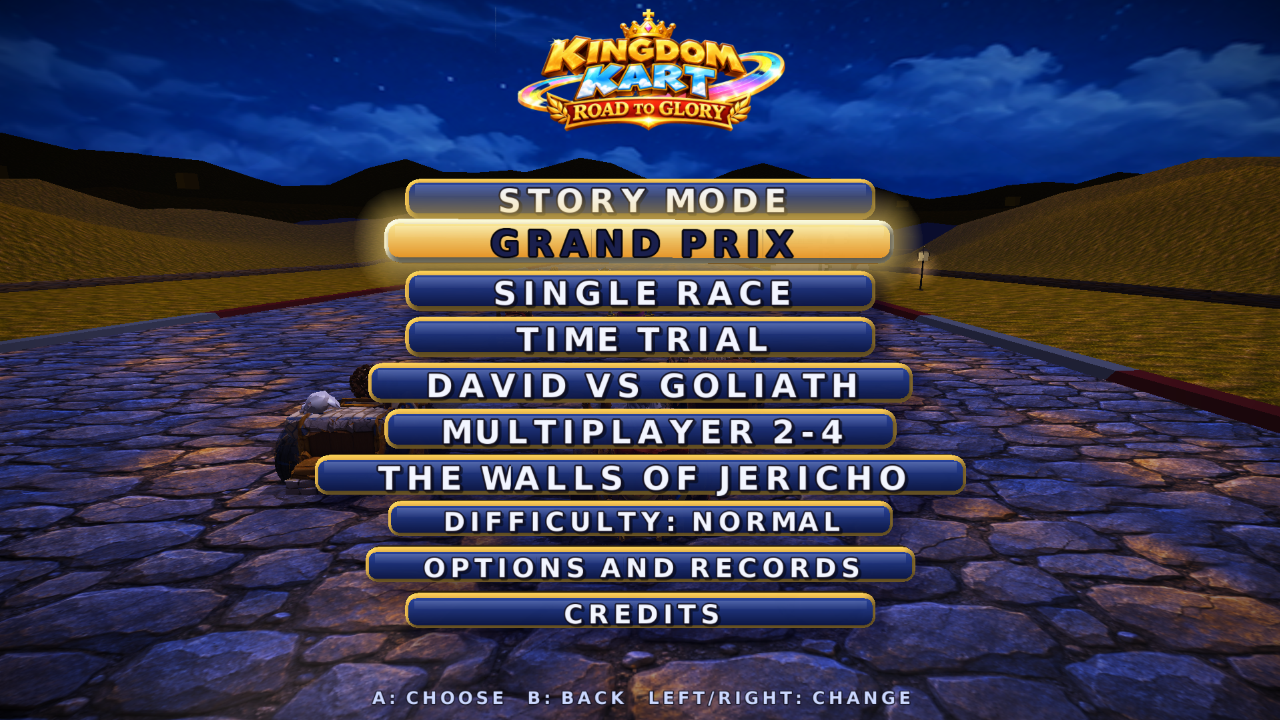 KINGDOM
KART
ROAD TO GLORY
STORY MODE
GRAND PRIX
SINGLE RACE
TIME TRIAL
DAVID VS GOLIATH
MULTIPLAYER 2-4
THE WALLS OF JERICHO
DIFFICULTY: NORMAL
OPTIONS AND RECORDS
CREDITS
A: CHOOSE B: BACK LEFT/RIGHT: CHANGE